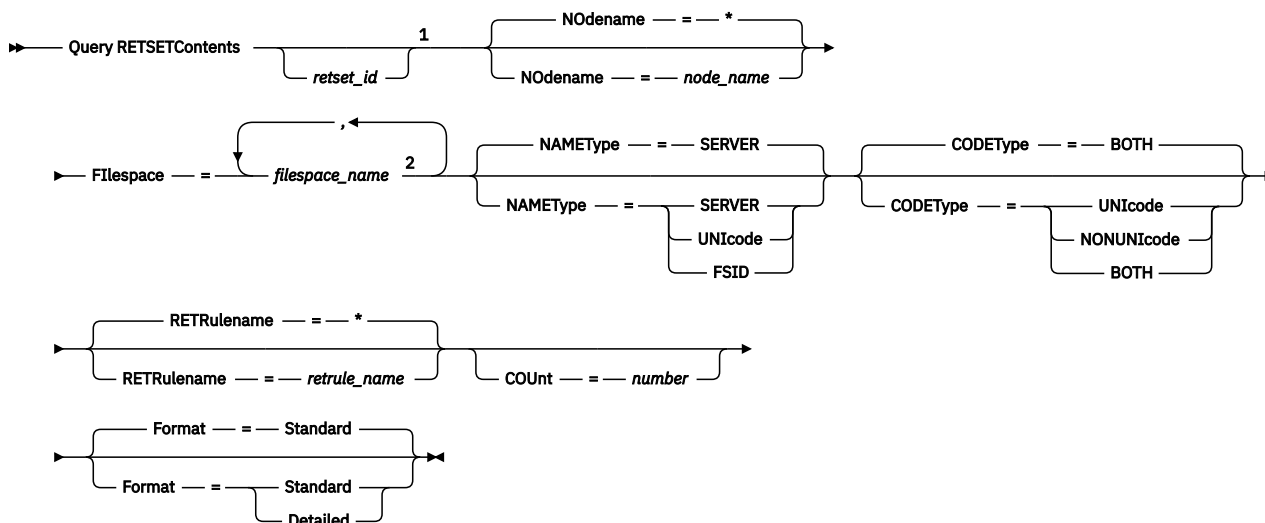 NOdename = *
Query RETSETContents 1
retset_id NOdename = node_name
, NAMEType = SERVER CODEType = BOTH
FIlespace = filespace_name 2
NAMEType = SERVER CODEType = UNIcode
UNIcode NONUNIcode
FSID BOTH
RETRulename = *
RETRulename = retrule_name COUnt = number
Format = Standard
Format = Standard
Detailed